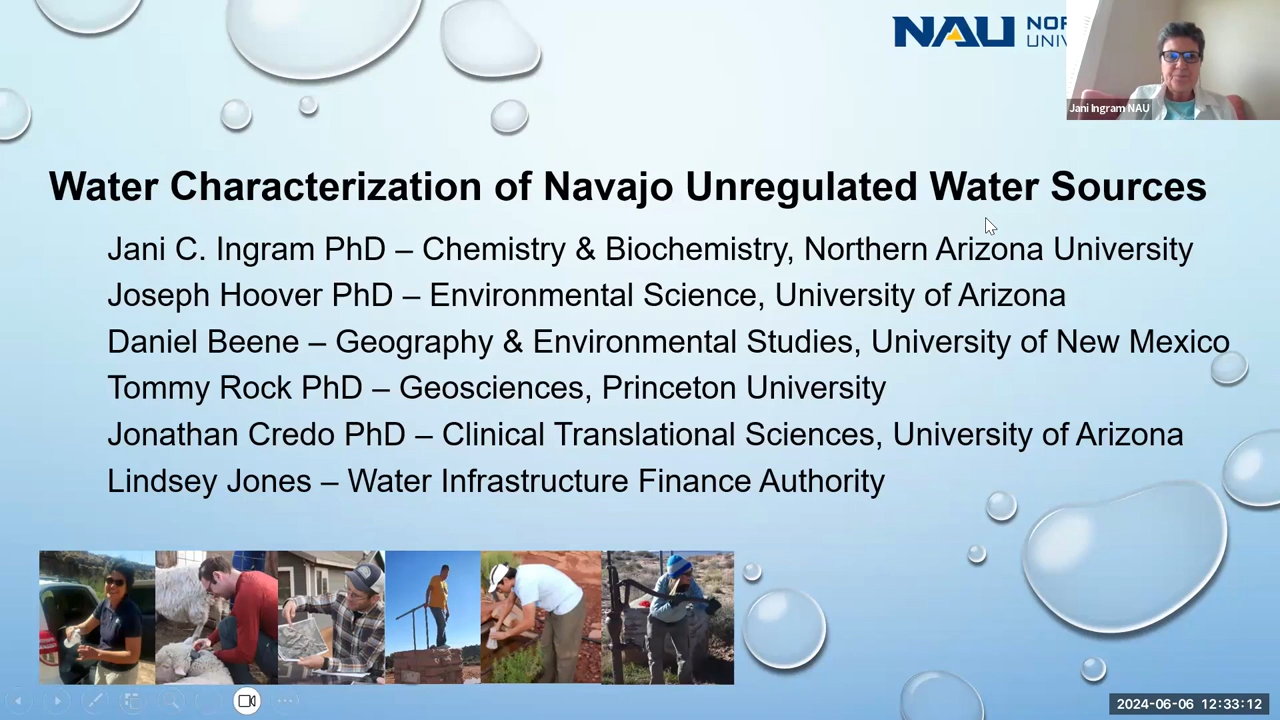 NAU
Jani Ingram NAU
Water Characterization of Navajo Unregulated Water Sources
Jani C. Ingram PhD – Chemistry & Biochemistry, Northern Arizona University
Joseph Hoover PhD – Environmental Science, University of Arizona
Daniel Beene – Geography & Environmental Studies, University of New Mexico
Tommy Rock PhD – Geosciences, Princeton University
Jonathan Credo PhD – Clinical Translational Sciences, University of Arizona
Lindsey Jones – Water Infrastructure Finance Authority
2024-06-06 12:33:12